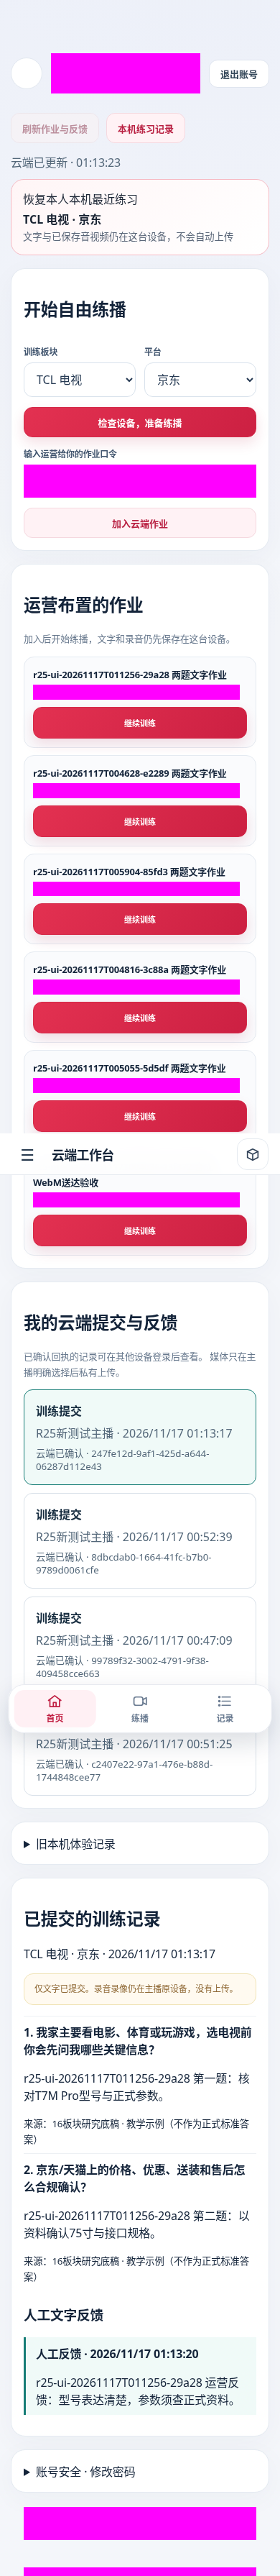 退出账号
刷新作业与反馈
本机练习记录
云端已更新 · 01:13:23
恢复本人本机最近练习
TCL 电视 · 京东
文字与已保存音视频仍在这台设备，不会自动上传
开始自由练播
训练板块
平台
TCL 电视
京东
检查设备，准备练播
输入运营给你的作业口令
加入云端作业
运营布置的作业
加入后开始练播，文字和录音仍先保存在这台设备。
r25-ui-20261117T011256-29a28 两题文字作业
继续训练
r25-ui-20261117T004628-e2289 两题文字作业
继续训练
r25-ui-20261117T005904-85fd3 两题文字作业
继续训练
r25-ui-20261117T004816-3c88a 两题文字作业
继续训练
r25-ui-20261117T005055-5d5df 两题文字作业
继续训练
云端工作台
WebM送达验收
继续训练
我的云端提交与反馈
已确认回执的记录可在其他设备登录后查看。 媒体只在主
播明确选择后私有上传。
训练提交
R25新测试主播 · 2026/11/17 01:13:17
云端已确认 · 247fe12d-9af1-425d-a644-
06287d112e43
训练提交
R25新测试主播 · 2026/11/17 00:52:39
云端已确认 · 8dbcdab0-1664-41fc-b7b0-
9789d0061cfe
训练提交
R25新测试主播 · 2026/11/17 00:47:09
云端已确认 · 99789f32-3002-4791-9f38-
409458cce663
首页
练播
记录
R25新测试主播 · 2026/11/17 00:51:25
云端已确认 · c2407e22-97a1-476e-b88d-
1744848cee77
旧本机体验记录
已提交的训练记录
TCL 电视 · 京东 · 2026/11/17 01:13:17
仅文字已提交。录音录像仍在主播原设备，没有上传。
1. 我家主要看电影、体育或玩游戏，选电视前
你会先问我哪些关键信息？
r25-ui-20261117T011256-29a28 第一题：核
对T7M Pro型号与正式参数。
来源：16板块研究底稿 · 教学示例（不作为正式标准答
案）
2. 京东/天猫上的价格、优惠、送装和售后怎
么合规确认？
r25-ui-20261117T011256-29a28 第二题：以
资料确认75寸与接口规格。
来源：16板块研究底稿 · 教学示例（不作为正式标准答
案）
人工文字反馈
人工反馈 · 2026/11/17 01:13:20
r25-ui-20261117T011256-29a28 运营反
馈：型号表达清楚，参数须查正式资料。
账号安全 · 修改密码